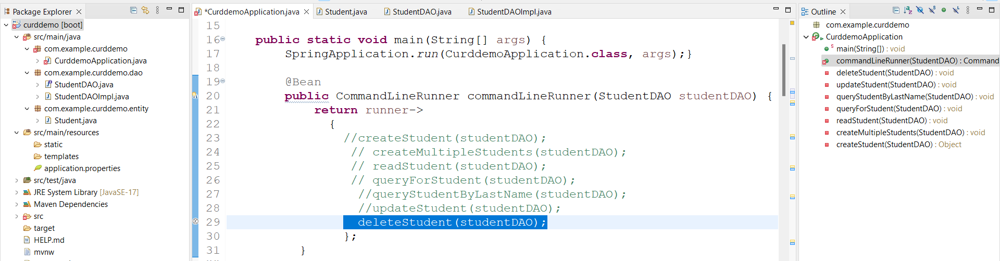 Package Explorer
curddemo [boot]
src/main/java
com.example.curddemo
CurddemoApplication.java
com.example.curddemo.dao
StudentDAO.java
StudentDAOImpl.java
com.example.curddemo.entity
Student.java
src/main/resources
static
templates
application.properties
src/test/java
JRE System Library [JavaSE-17]
Maven Dependencies
src
target
HELP.md
mvnw
*CurddemoApplication.java Student.java StudentDAO.java StudentDAOImpl.java
15
16 public static void main(String[] args) {
17 SpringApplication.run(CurddemoApplication.class, args);}
18
19 @Bean
20 public CommandLineRunner commandLineRunner(StudentDAO studentDAO) {
21 return runner->
22 {
23 //createStudent(studentDAO);
24 // createMultipleStudents(studentDAO);
25 // readStudent(studentDAO);
26 // queryForStudent(studentDAO);
27 //queryStudentByLastName(studentDAO);
28 //updateStudent(studentDAO);
29 deleteStudent(studentDAO);
30 };
31 }
Outline
com.example.curddemo
CurddemoApplication
main(String[]) : void
commandLineRunner(StudentDAO) : Command
deleteStudent(StudentDAO) : void
updateStudent(StudentDAO) : void
queryStudentByLastName(StudentDAO) : void
queryForStudent(StudentDAO) : void
readStudent(StudentDAO) : void
createMultipleStudents(StudentDAO) : void
createStudent(StudentDAO) : Object